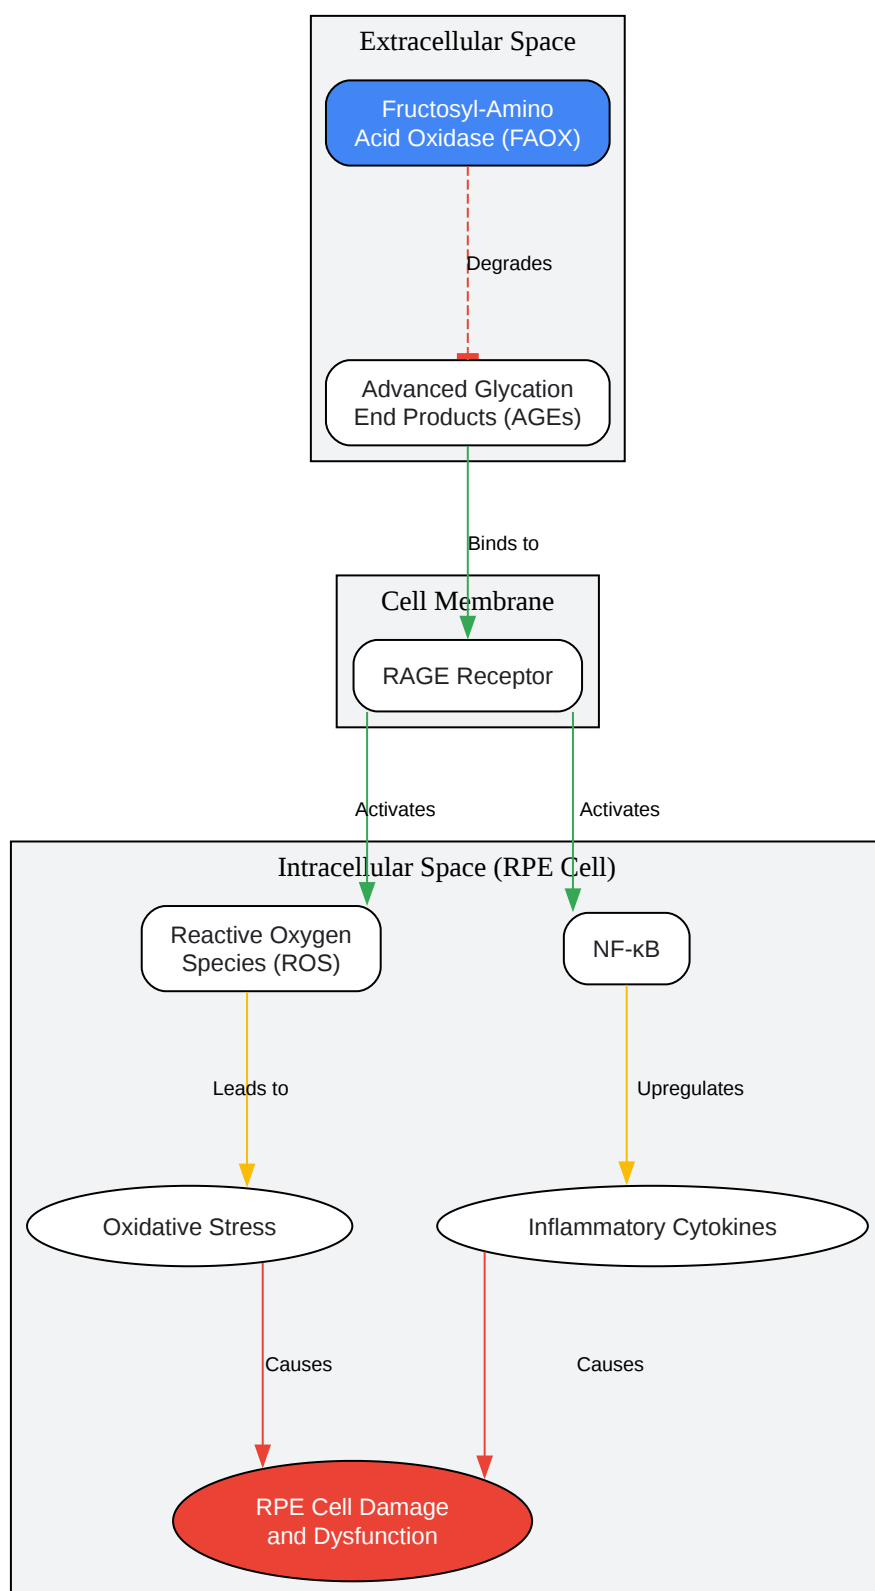 Extracellular Space
Fructosyl-Amino
Acid Oxidase (FAOX)
Degrades
Advanced Glycation
End Products (AGEs)
Binds to
Cell Membrane
RAGE Receptor
Activates
Activates
Intracellular Space (RPE Cell)
Reactive Oxygen
Species (ROS)
NF-κB
Leads to
Upregulates
Oxidative Stress
Inflammatory Cytokines
Causes
Causes
RPE Cell Damage
and Dysfunction